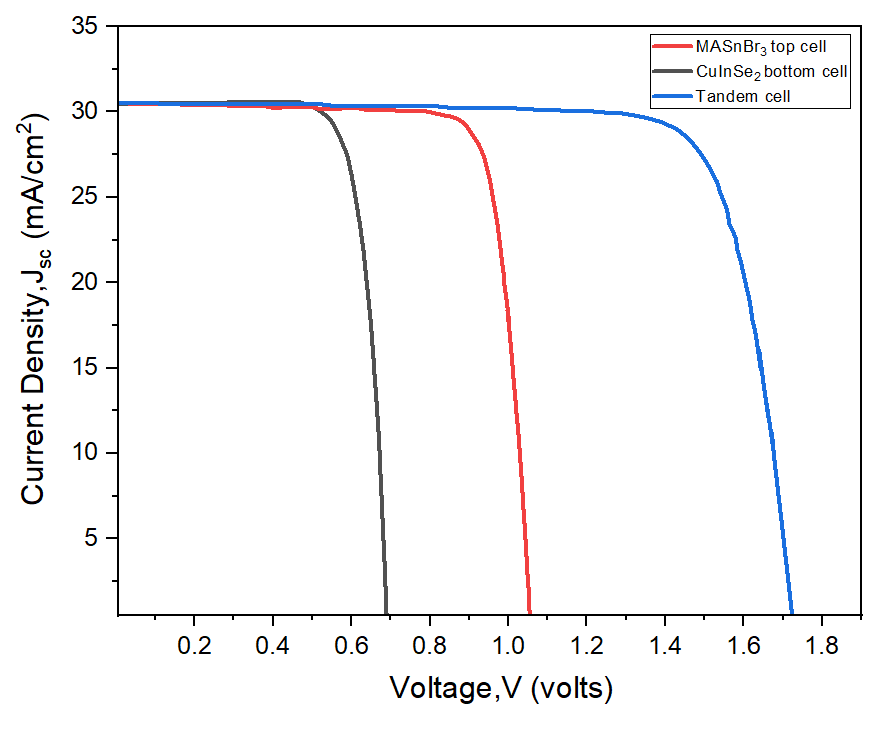 35
30
25
20
15
10
5
Current Density,Jsc (mA/cm2)
MASnBr3 top cell
CuInSe2 bottom cell
Tandem cell
0.2 0.4 0.6 0.8 1.0 1.2 1.4 1.6 1.8
Voltage,V (volts)